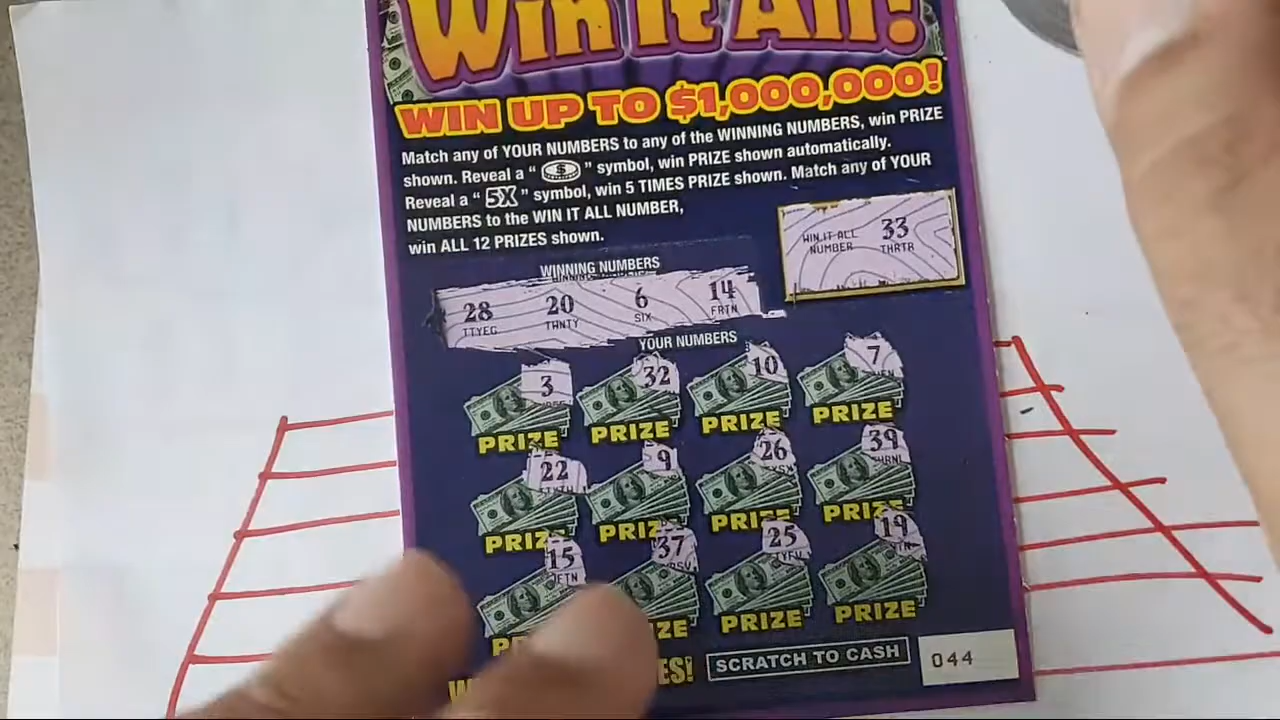 Win It All!
WIN UP TO $1,000,000!
Match any of YOUR NUMBERS to any of the WINNING NUMBERS, win PRIZE
shown. Reveal a " $ " symbol, win PRIZE shown automatically.
Reveal a " 5X " symbol, win 5 TIMES PRIZE shown. Match any of YOUR
NUMBERS to the WIN IT ALL NUMBER,
win ALL 12 PRIZES shown.
WIN IT ALL NUMBER 33
THRTR
WINNING NUMBERS
28 20 6 14
TTYEG TWNTY SIX FRTN
YOUR NUMBERS
3 32 10 7
PRIZE PRIZE PRIZE PRIZE
22 9 26 39
PRIZE PRIZE PRIZE PRIZE
15 37 25 19
PRIZE PRIZE
SCRATCH TO CASH
044